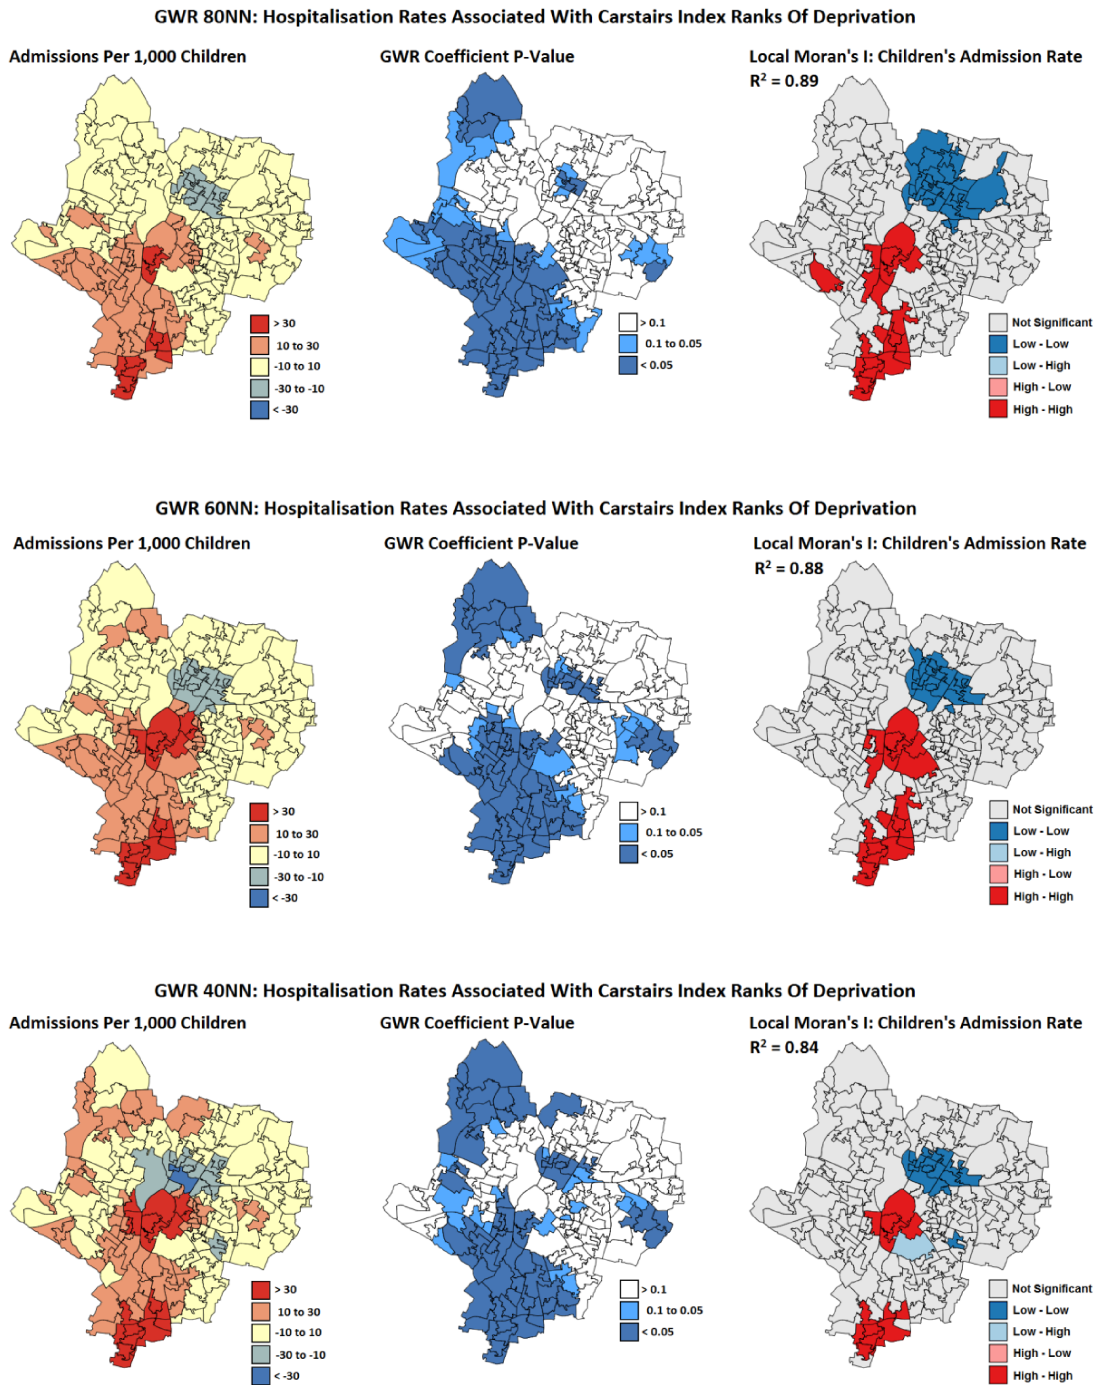 GWR 80NN: Hospitalisation Rates Associated With Carstairs Index Ranks Of Deprivation
Admissions Per 1,000 Children
GWR Coefficient P-Value
Local Moran's I: Children's Admission Rate
R² = 0.89
> 30
10 to 30
-10 to 10
-30 to -10
< -30
> 0.1
0.1 to 0.05
< 0.05
Not Significant
Low - Low
Low - High
High - Low
High - High
GWR 60NN: Hospitalisation Rates Associated With Carstairs Index Ranks Of Deprivation
Admissions Per 1,000 Children
GWR Coefficient P-Value
Local Moran's I: Children's Admission Rate
R² = 0.88
> 30
10 to 30
-10 to 10
-30 to -10
< -30
> 0.1
0.1 to 0.05
< 0.05
Not Significant
Low - Low
Low - High
High - Low
High - High
GWR 40NN: Hospitalisation Rates Associated With Carstairs Index Ranks Of Deprivation
Admissions Per 1,000 Children
GWR Coefficient P-Value
Local Moran's I: Children's Admission Rate
R² = 0.84
> 30
10 to 30
-10 to 10
-30 to -10
< -30
> 0.1
0.1 to 0.05
< 0.05
Not Significant
Low - Low
Low - High
High - Low
High - High